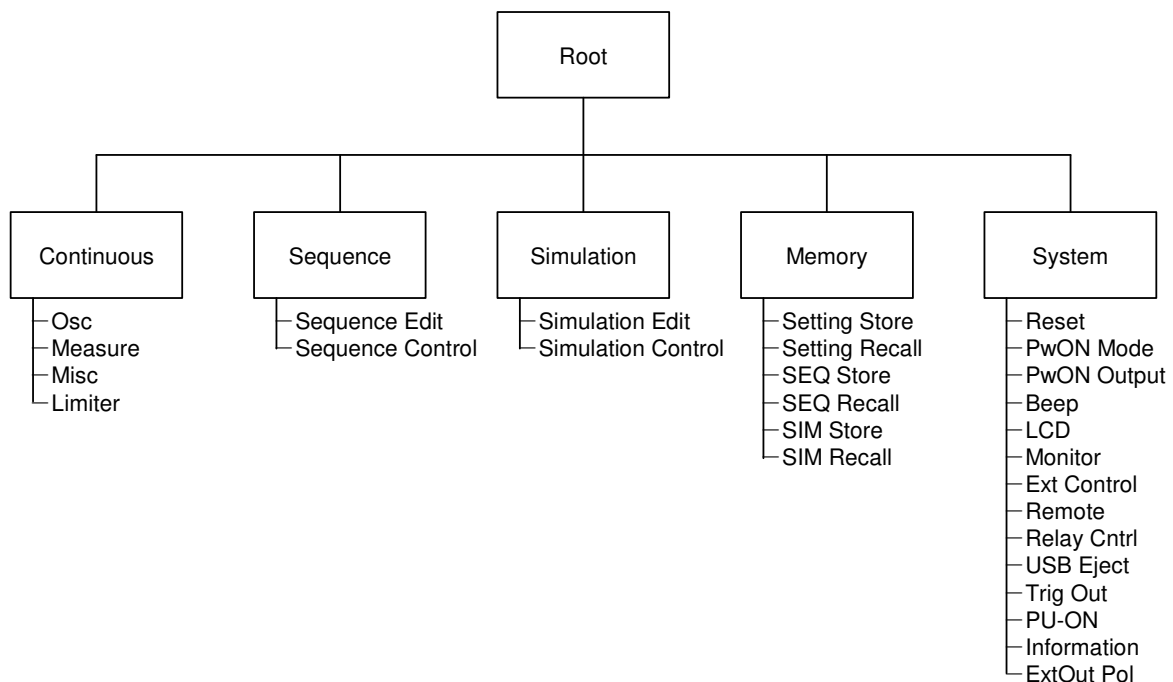 Root
Continuous
Osc
Measure
Misc
Limiter
Sequence
Sequence Edit
Sequence Control
Simulation
Simulation Edit
Simulation Control
Memory
Setting Store
Setting Recall
SEQ Store
SEQ Recall
SIM Store
SIM Recall
System
Reset
PwON Mode
PwON Output
Beep
LCD
Monitor
Ext Control
Remote
Relay Cntrl
USB Eject
Trig Out
PU-ON
Information
ExtOut Pol